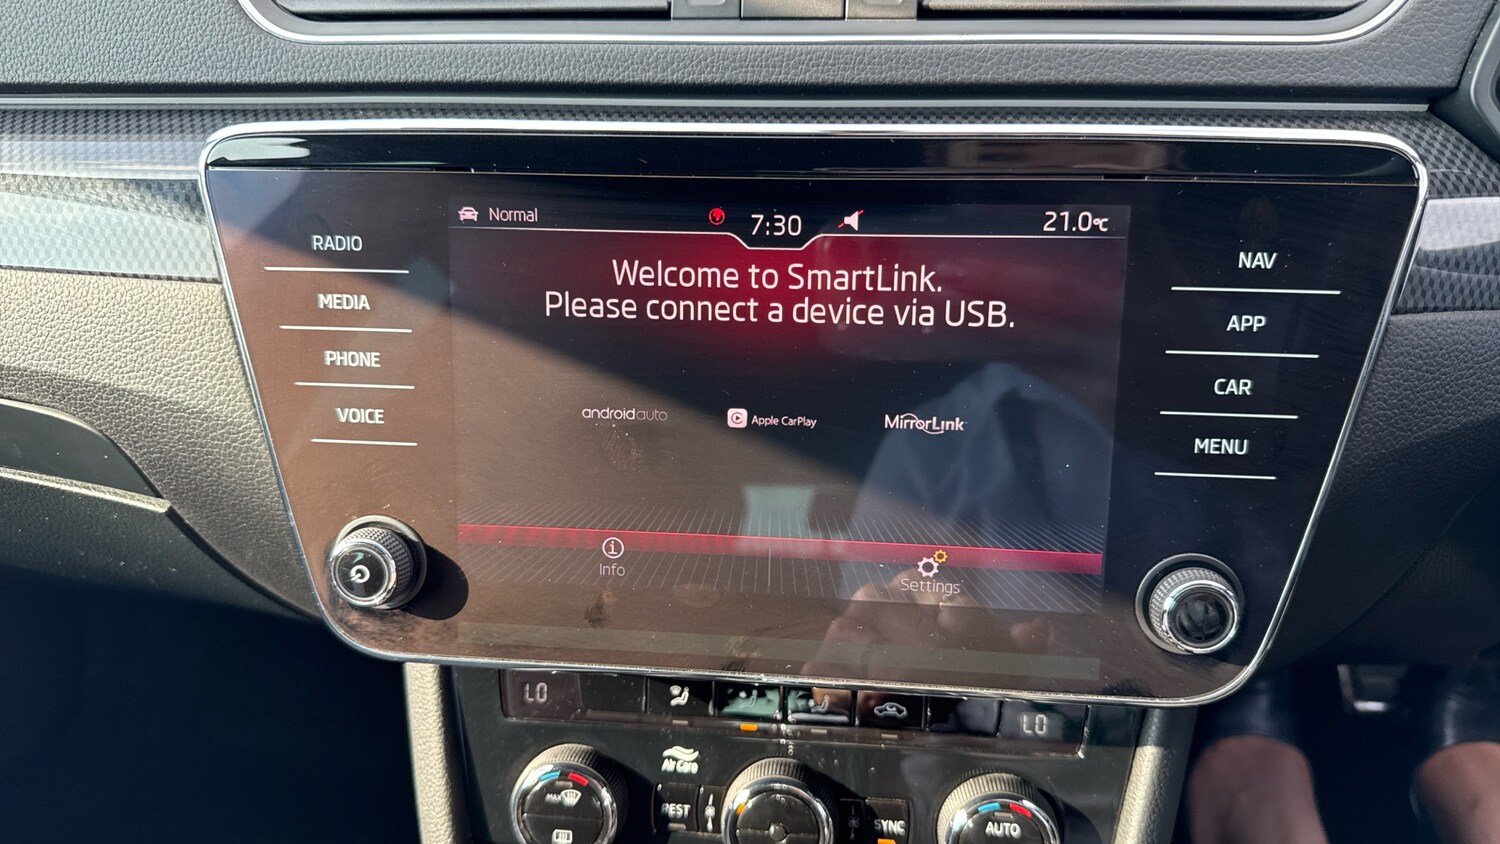 Normal
7:30
21.0°C
RADIO
MEDIA
PHONE
VOICE
Welcome to SmartLink.
Please connect a device via USB.
androidauto
Apple CarPlay
MirrorLink
Info
Settings
NAV
APP
CAR
MENU
LO
LO
Air Care
MAX
REST
SYNC
AUTO